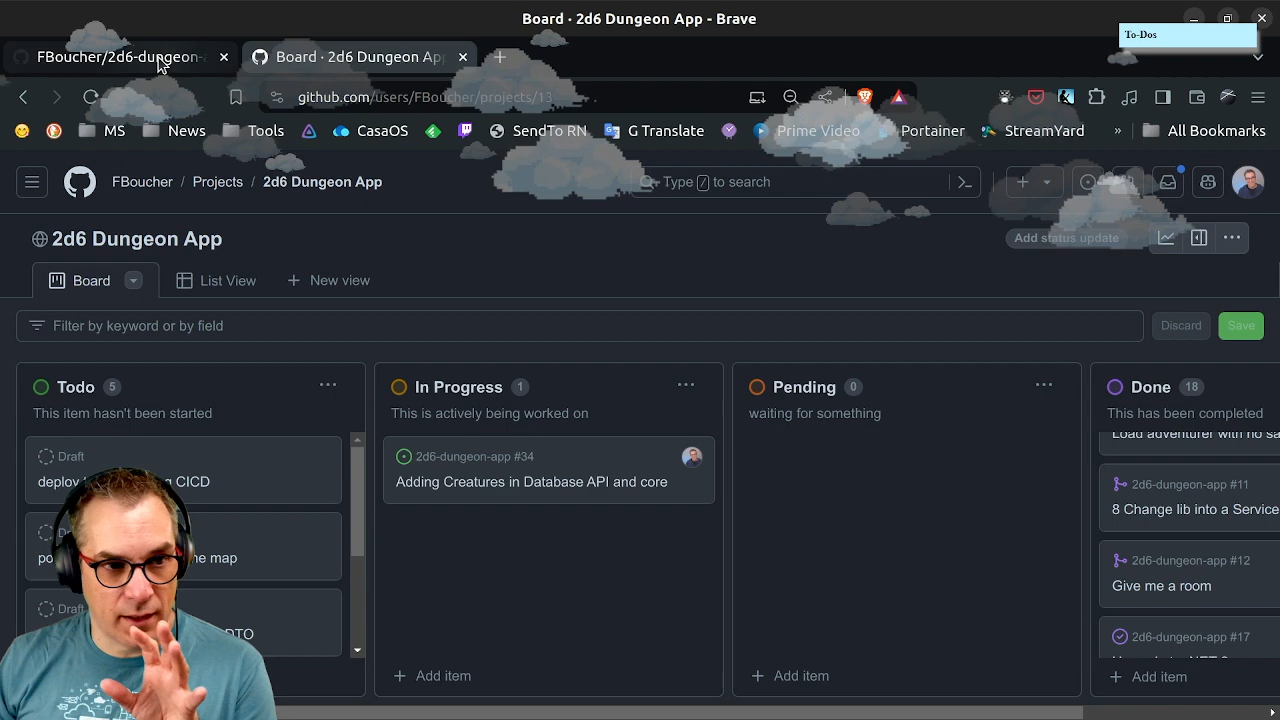 Board · 2d6 Dungeon App - Brave
To-Dos
FBoucher/2d6-dungeon-
Board · 2d6 Dungeon App
github.com/users/FBoucher/projects/13
MS
News
Tools
CasaOS
SendTo RN
G Translate
Prime Video
Portainer
StreamYard
»
All Bookmarks
FBoucher / Projects / 2d6 Dungeon App
Type / to search
2d6 Dungeon App
Add status update
Board
List View
New view
Filter by keyword or by field
Discard
Save
Todo 5
This item hasn't been started
Draft
CICD
map
Draft
DTO
In Progress 1
This is actively being worked on
2d6-dungeon-app #34
Adding Creatures in Database API and core
Add item
Pending 0
waiting for something
Add item
Done 18
This has been completed
Load adventurer with no
2d6-dungeon-app #11
8 Change lib into a Service
2d6-dungeon-app #12
Give me a room
2d6-dungeon-app #17
Add item